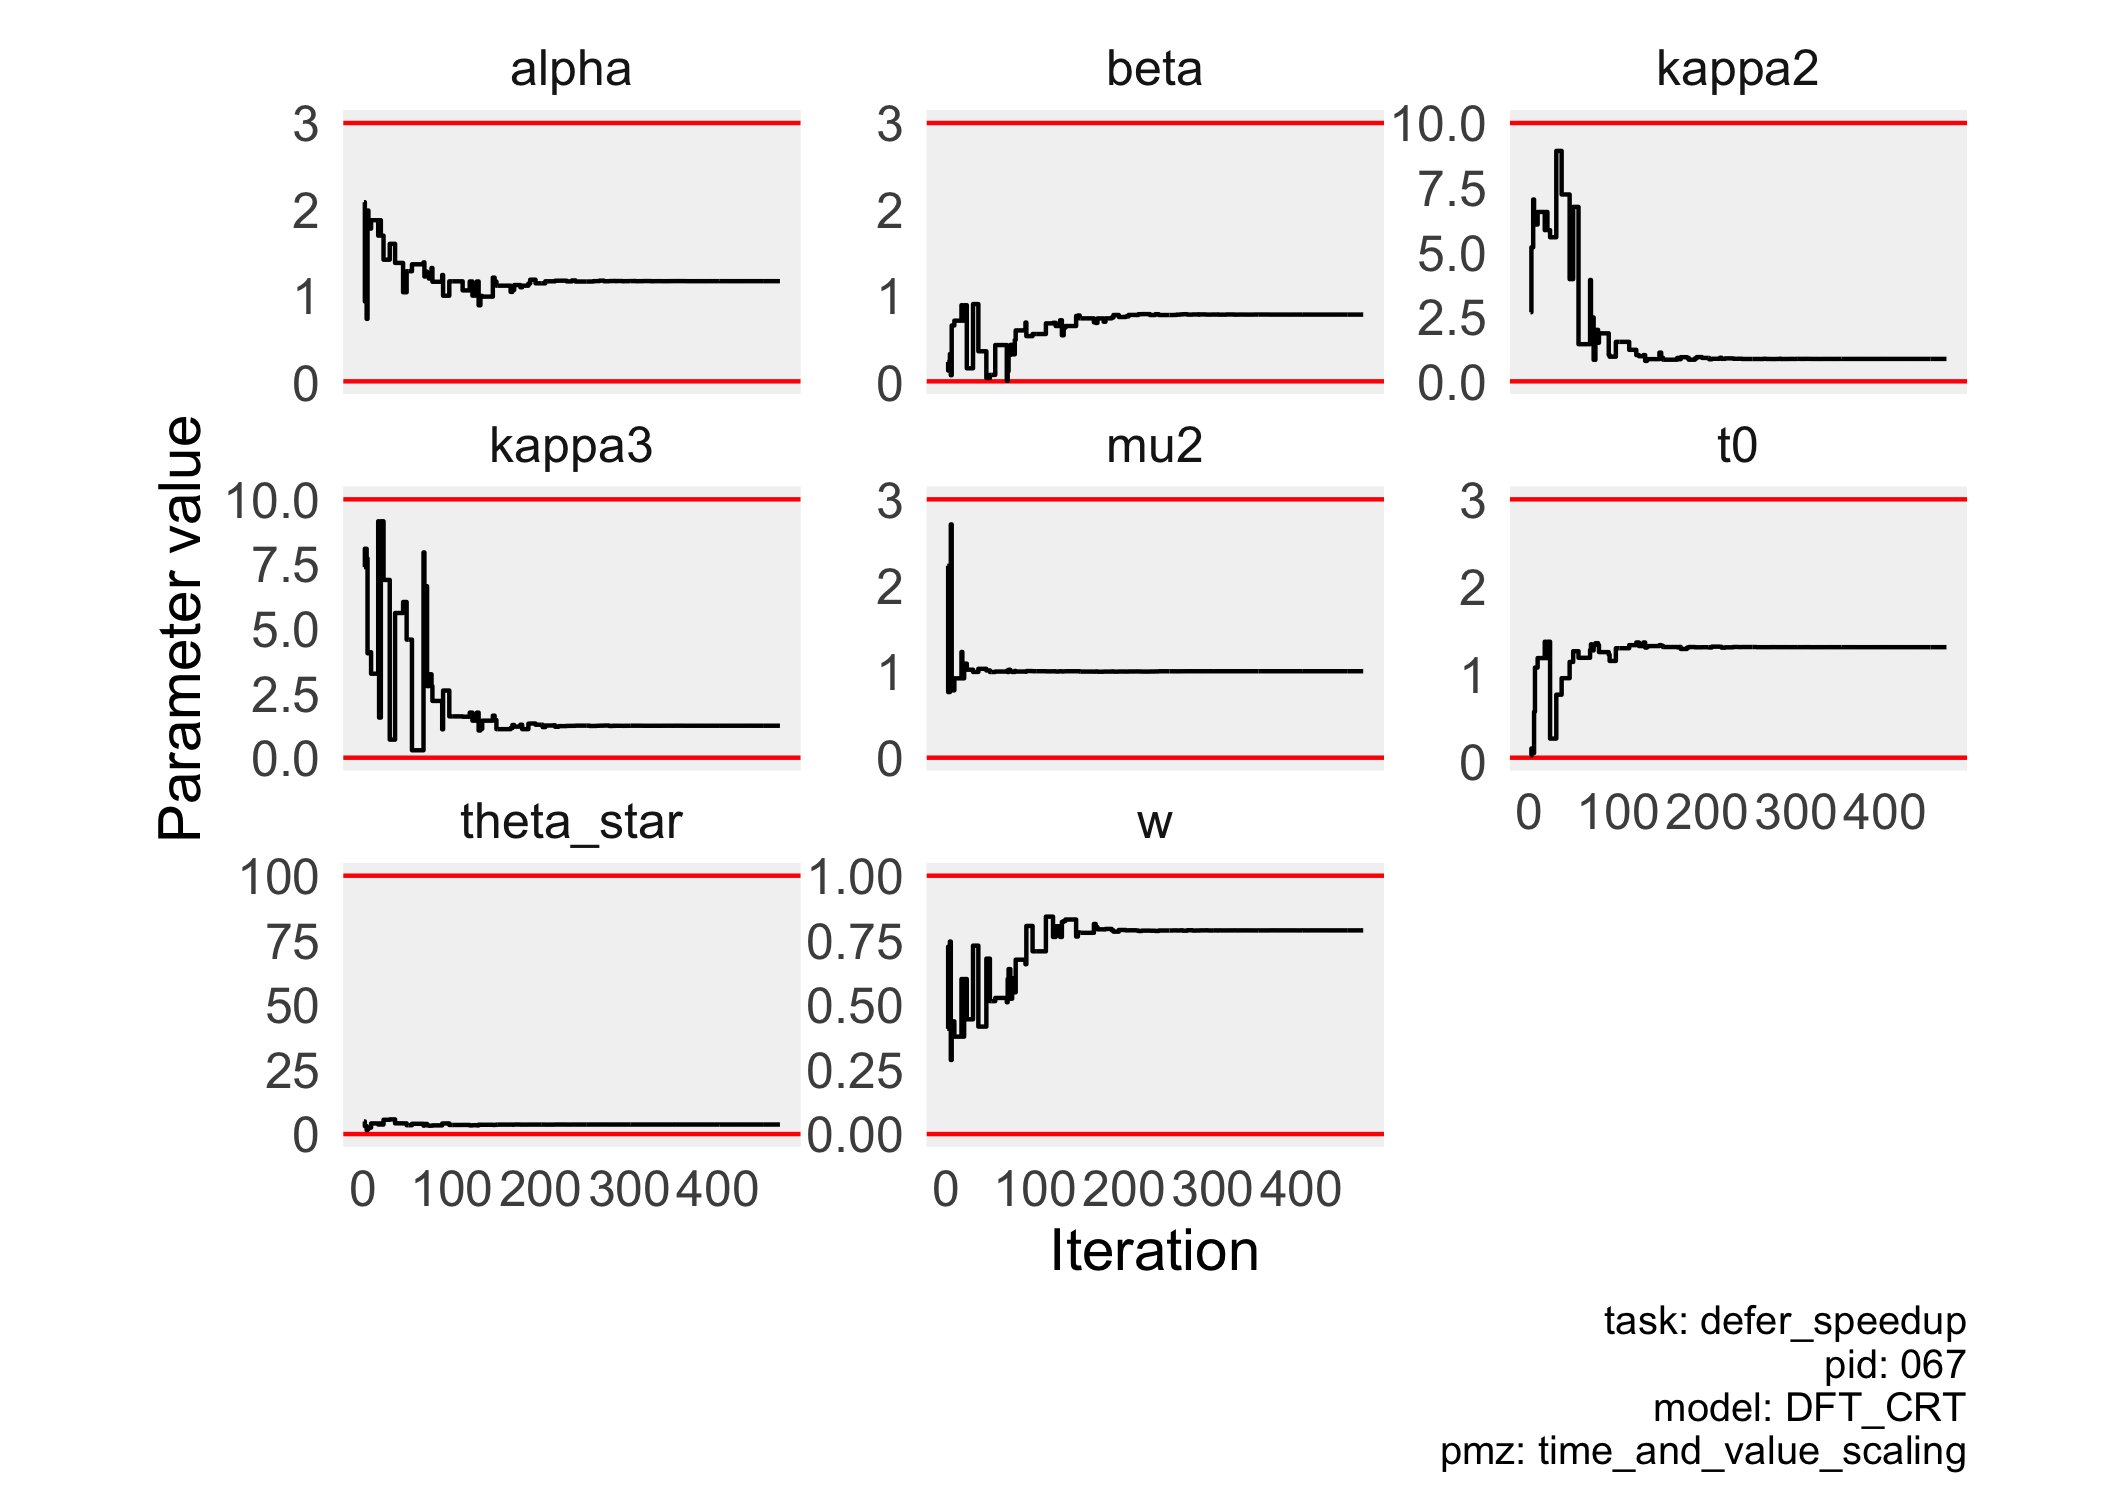 alpha
beta
kappa2
3
2
1
0
3
2
1
0
10.0
7.5
5.0
2.5
0.0
Parameter value
kappa3
mu2
t0
10.0
7.5
5.0
2.5
0.0
3
2
1
0
3
2
1
0
0 100 200 300 400
theta_star
w
100
75
50
25
0
1.00
0.75
0.50
0.25
0.00
0 100 200 300 400
0 100 200 300 400
Iteration
task: defer_speedup
pid: 067
model: DFT_CRT
pmz: time_and_value_scaling